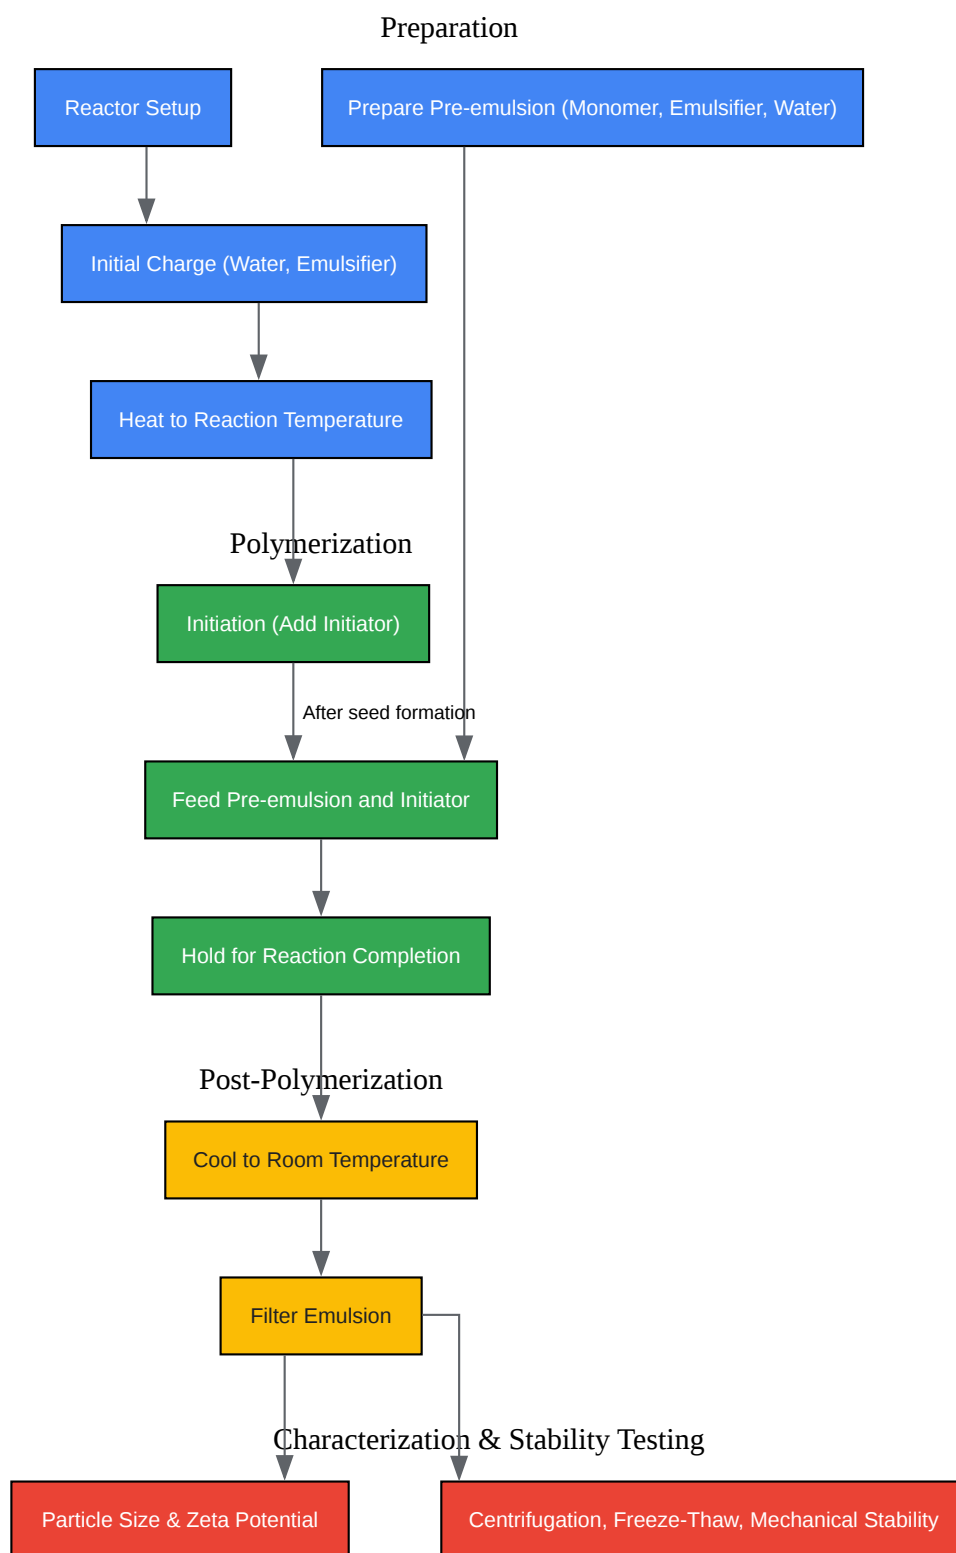 Preparation
Reactor Setup
Prepare Pre-emulsion (Monomer, Emulsifier, Water)
Initial Charge (Water, Emulsifier)
Heat to Reaction Temperature
Polymerization
Initiation (Add Initiator)
After seed formation
Feed Pre-emulsion and Initiator
Hold for Reaction Completion
Post-Polymerization
Cool to Room Temperature
Filter Emulsion
Characterization & Stability Testing
Particle Size & Zeta Potential
Centrifugation, Freeze-Thaw, Mechanical Stability